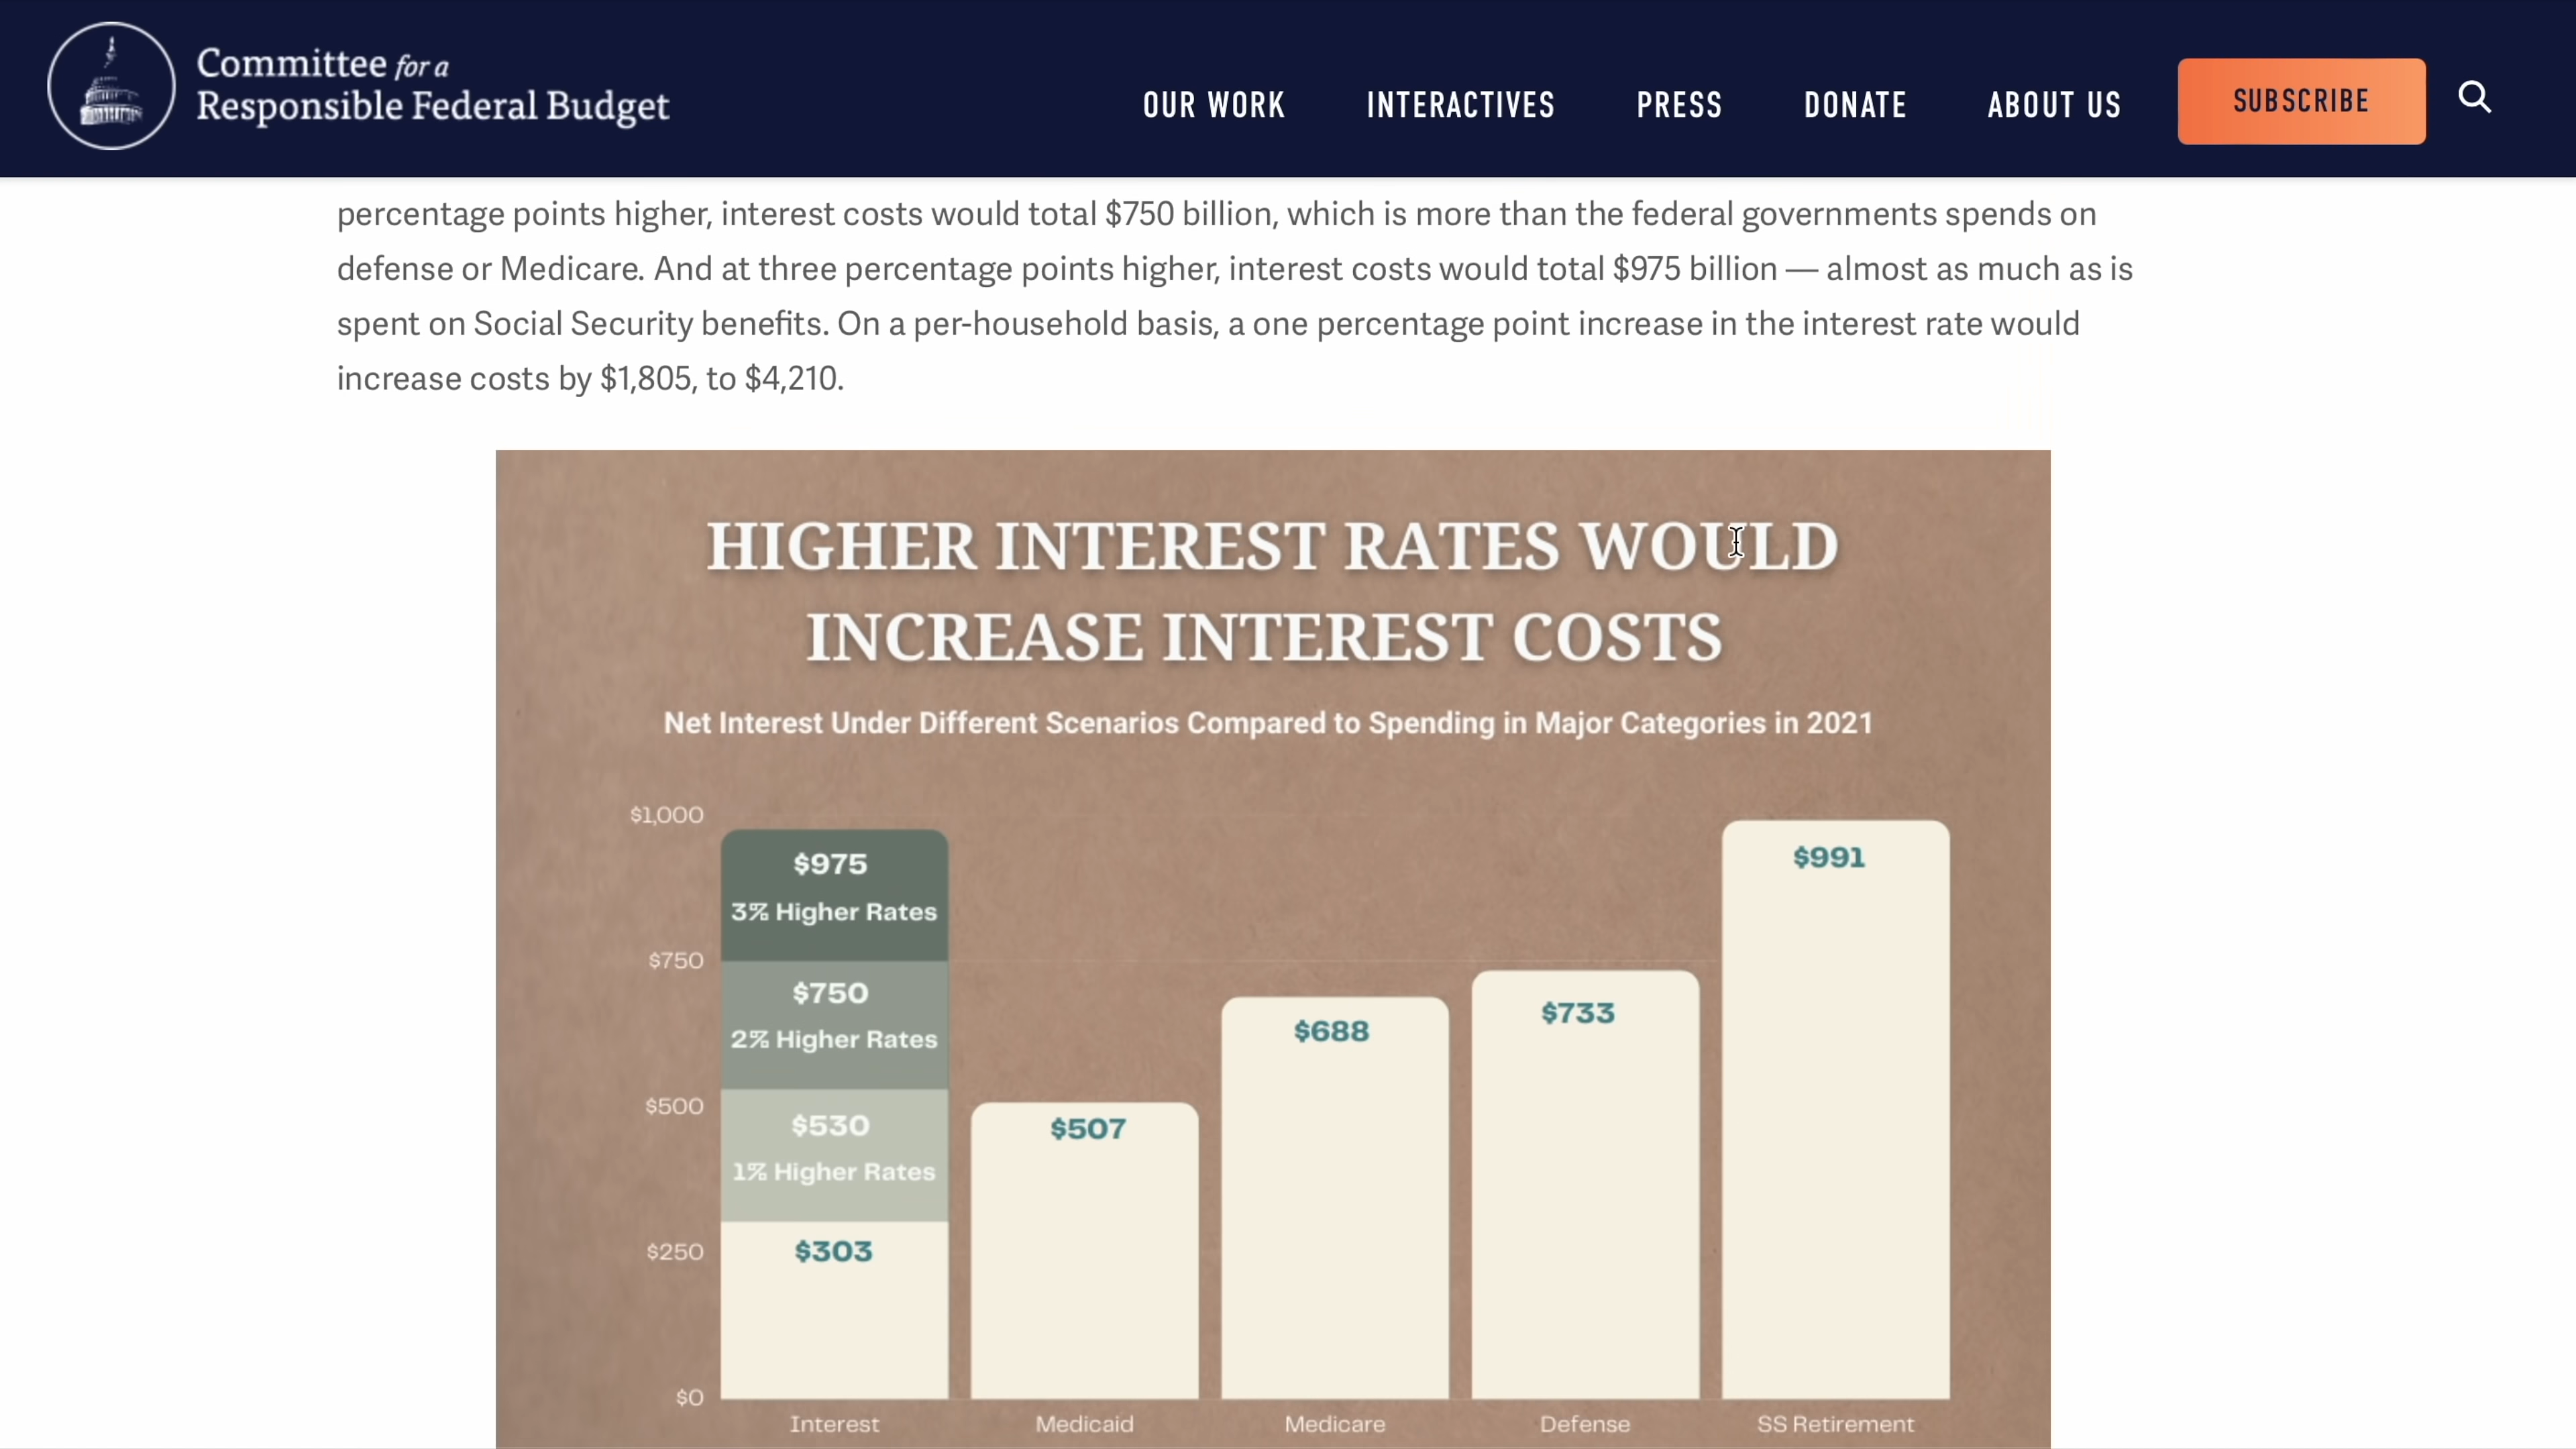 Committee for a
Responsible Federal Budget
OUR WORK
INTERACTIVES
PRESS
DONATE
ABOUT US
SUBSCRIBE
percentage points higher, interest costs would total $750 billion, which is more than the federal governments spends on
defense or Medicare. And at three percentage points higher, interest costs would total $975 billion — almost as much as is
spent on Social Security benefits. On a per-household basis, a one percentage point increase in the interest rate would
increase costs by $1,805, to $4,210.
HIGHER INTEREST RATES WOULD
INCREASE INTEREST COSTS
Net Interest Under Different Scenarios Compared to Spending in Major Categories in 2021
$1,000
$750
$500
$250
$0
$975
3% Higher Rates
$750
2% Higher Rates
$530
1% Higher Rates
$303
$507
$688
$733
$991
Interest
Medicaid
Medicare
Defense
SS Retirement